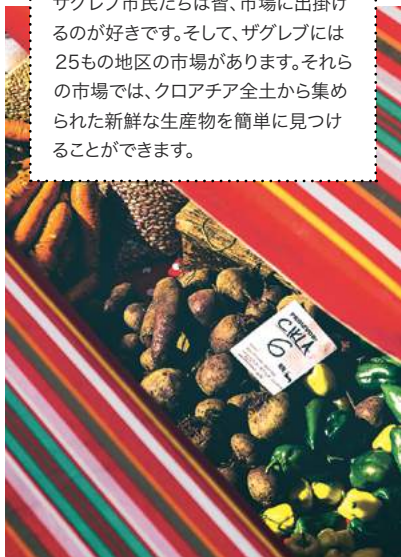 ザグレブ市民たちは皆、市場に出掛け
るのが好きです。そして、ザグレブには
25もの地区の市場があります。それら
の市場では、クロアチア全土から集め
られた新鮮な生産物を簡単に見つけ
ることができます。
CIKLA
6